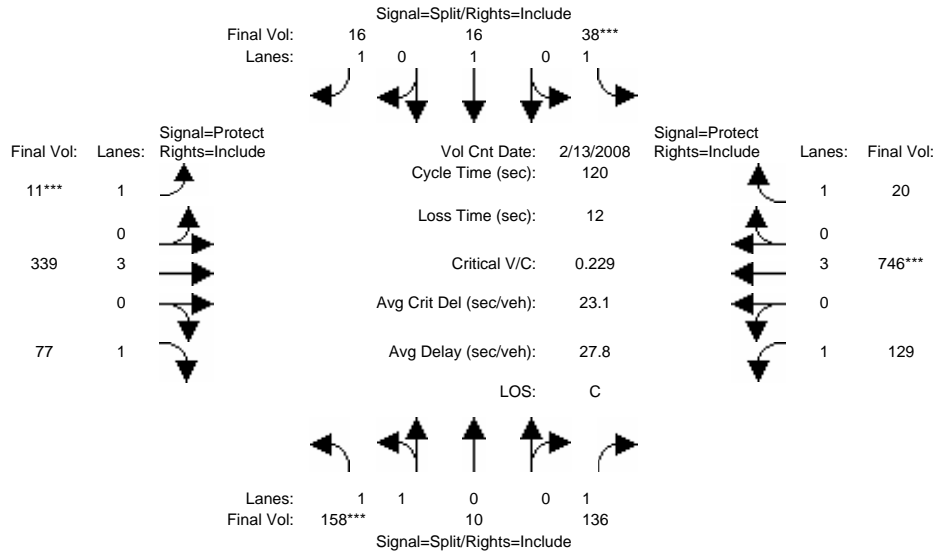 Signal=Split/Rights=Include
Final Vol: 16 16 38***
Lanes: 1 0 1 0 1
Signal=Protect Signal=Protect
Final Vol: Lanes: Rights=Include Vol Cnt Date: 2/13/2008 Rights=Include Lanes: Final Vol:
Cycle Time (sec): 120
11*** 1 1 20
Loss Time (sec): 12
0 0
339 3 Critical V/C: 0.229 3 746***
0 Avg Crit Del (sec/veh): 23.1 0
77 1 Avg Delay (sec/veh): 27.8 1 129
LOS: C
Lanes: 1 1 0 0 1
Final Vol: 158*** 10 136
Signal=Split/Rights=Include